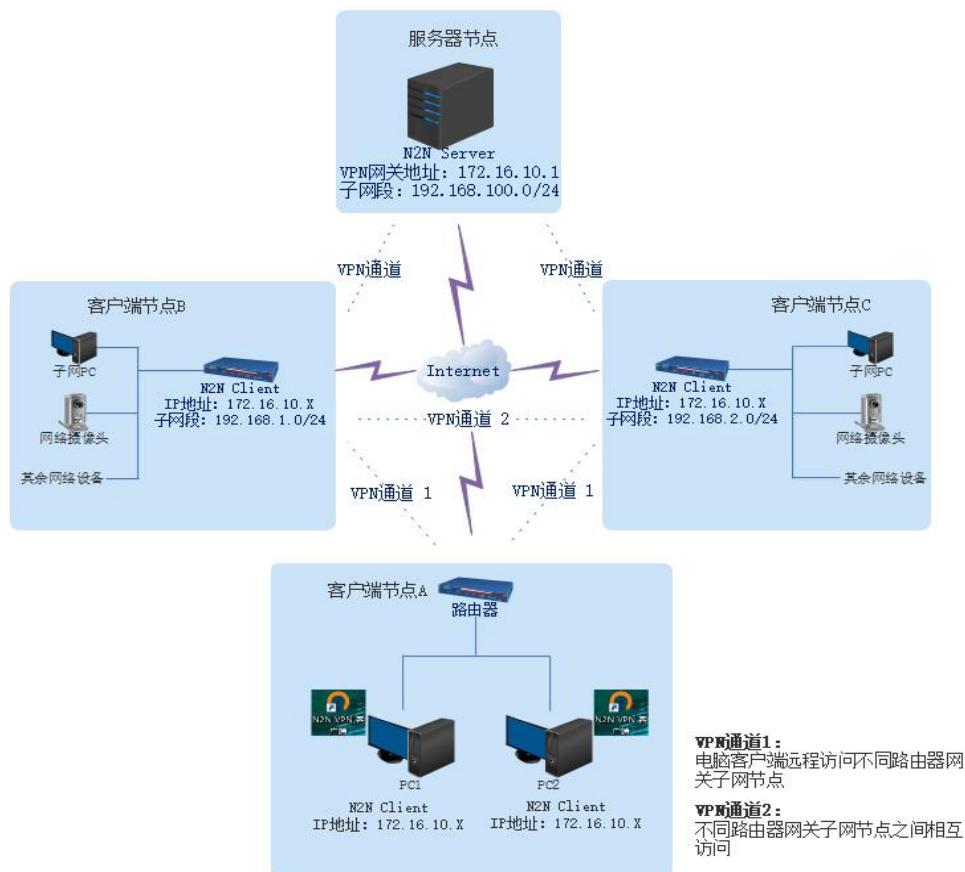 服务器节点
N2N Server
VPN网关地址: 172.16.10.1
子网段: 192.168.100.0/24
VPN通道
VPN通道
客户端节点B
子网PC
网络摄像头
其余网络设备
N2N Client
IP地址: 172.16.10.X
子网段: 192.168.1.0/24
Internet
VPN通道 2
客户端节点C
N2N Client
IP地址: 172.16.10.X
子网段: 192.168.2.0/24
子网PC
网络摄像头
其余网络设备
VPN通道 1
VPN通道 1
客户端节点A
路由器
N2N VPN 客
户端
N2N VPN 客
户端
PC1
PC2
N2N Client
IP地址: 172.16.10.X
N2N Client
IP地址: 172.16.10.X
VPN通道1:
电脑客户端远程访问不同路由器网
关子网节点
VPN通道2:
不同路由器网关子网节点之间相互
访问